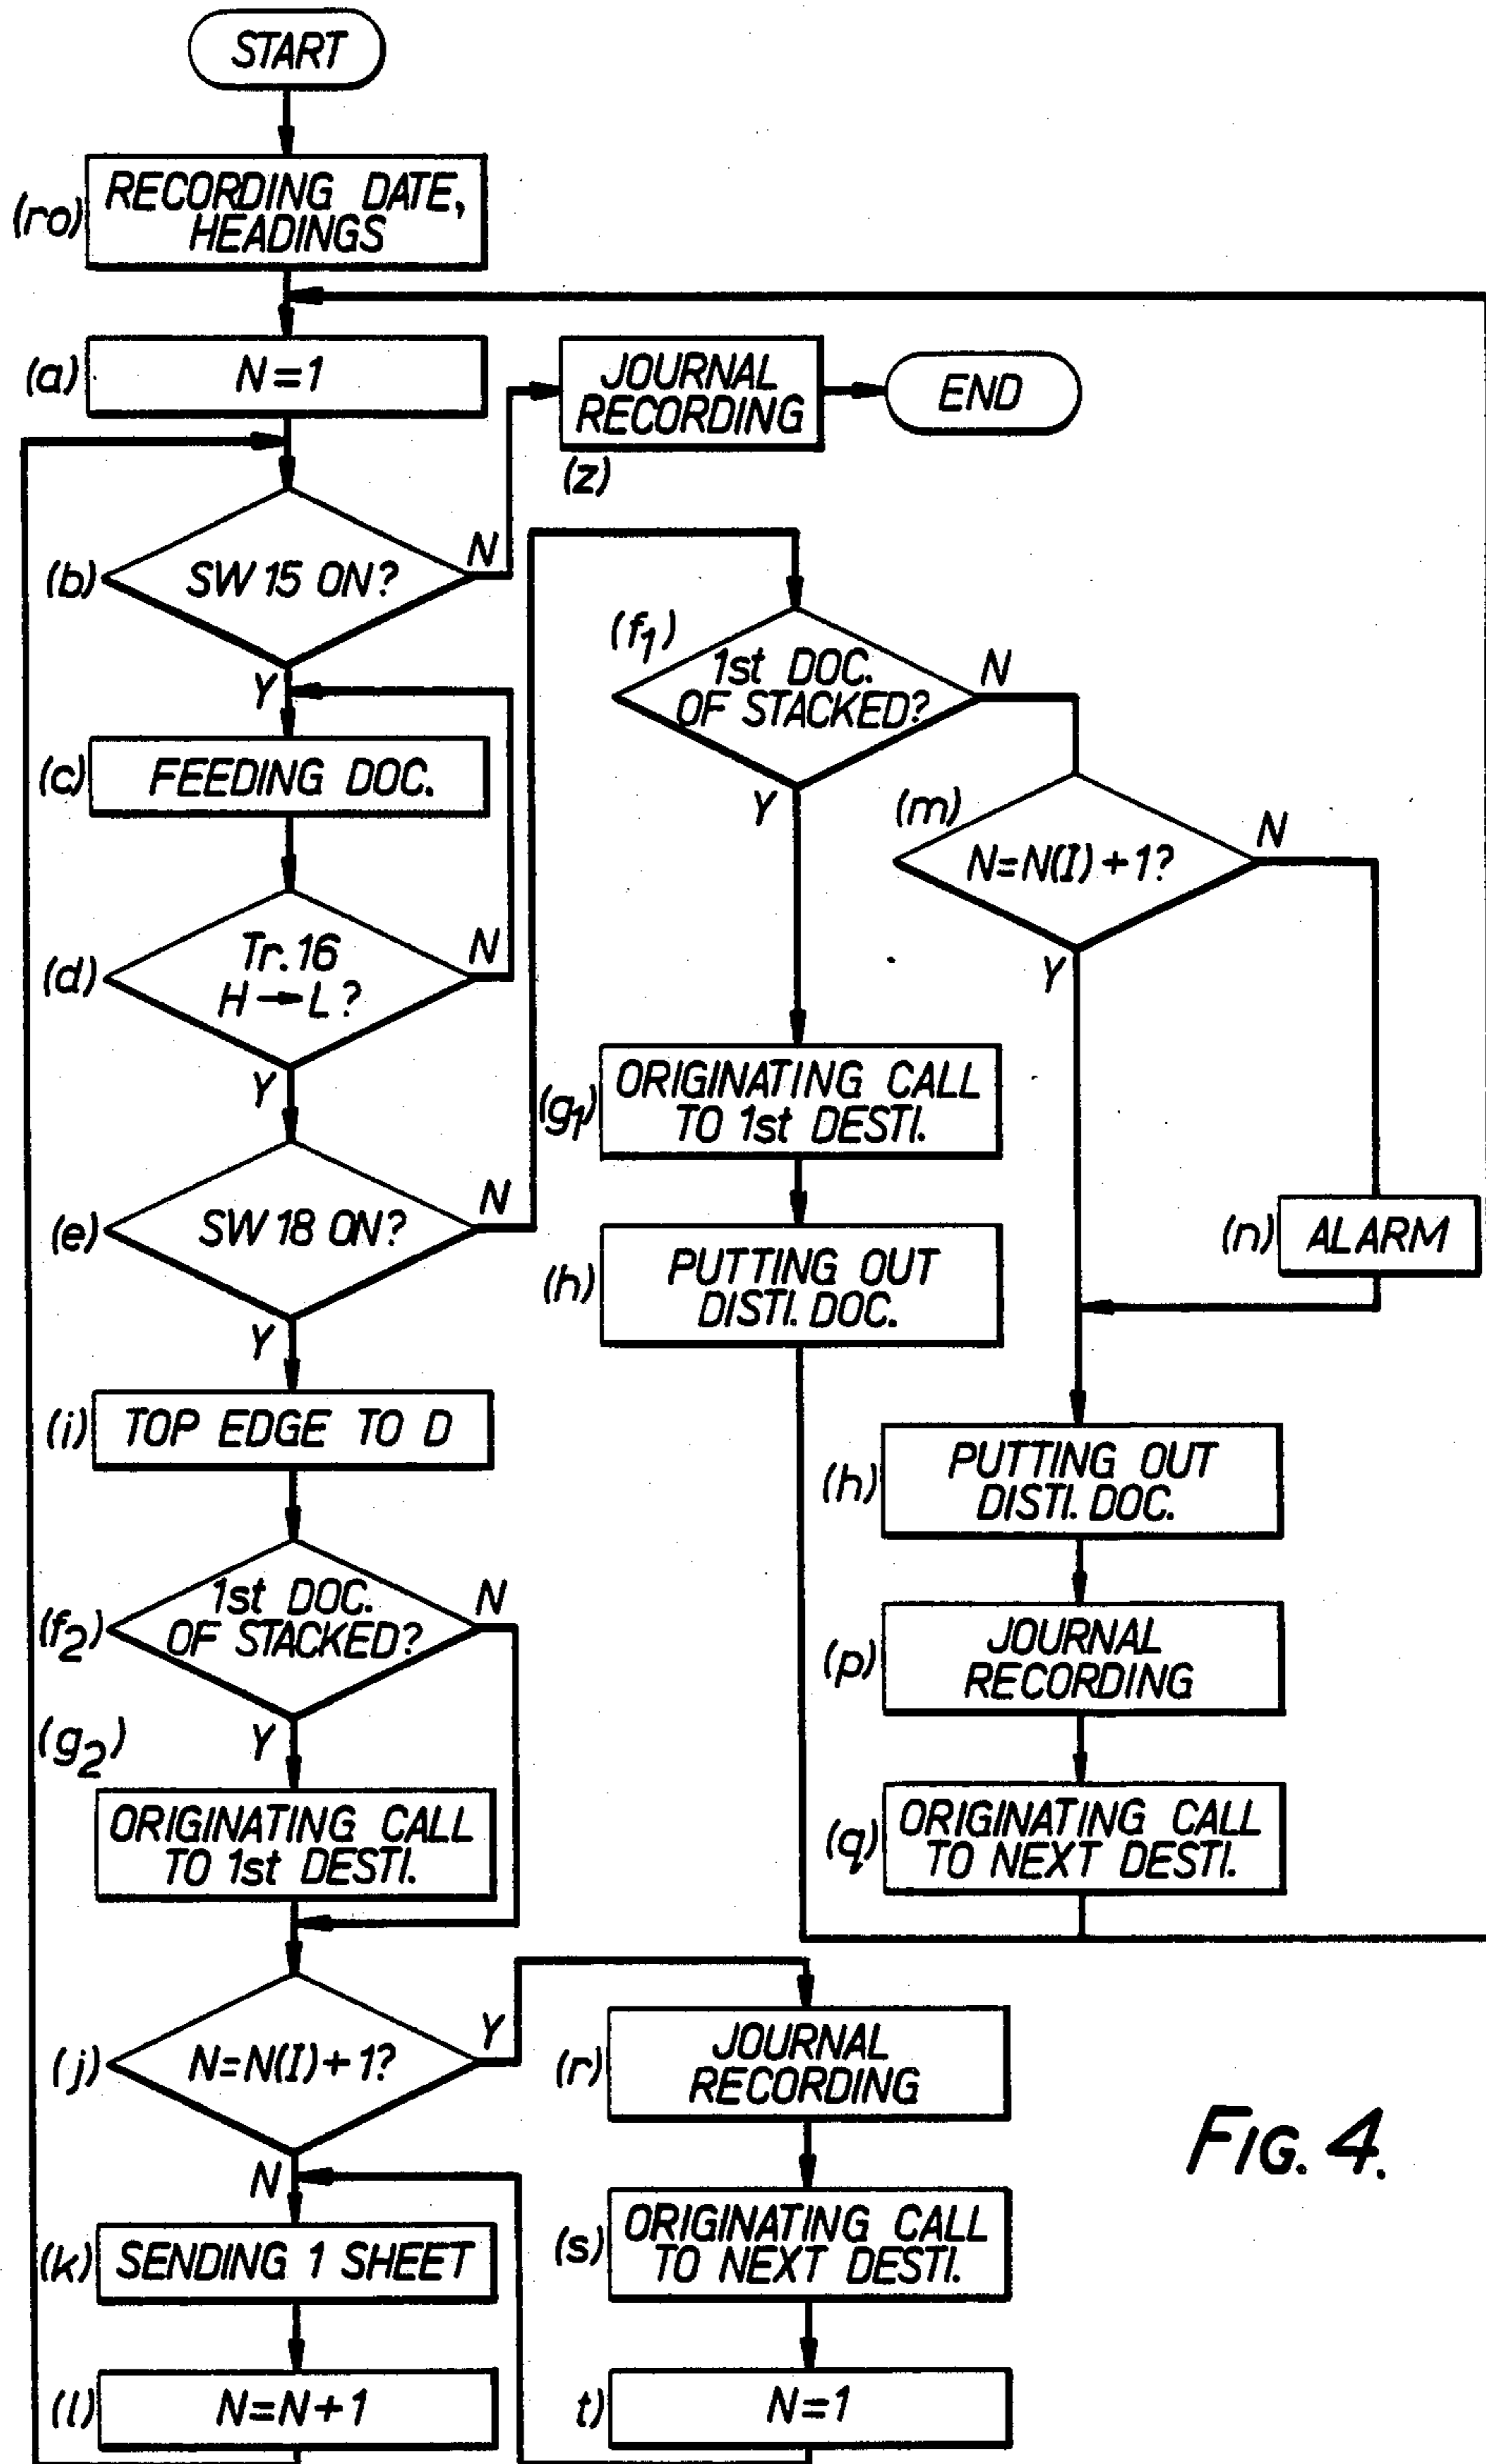 START
(ro)
RECORDING DATE,
HEADINGS
(a)
N=1
JOURNAL
RECORDING
(z)
END
(b)
SW 15 ON?
N
Y
(c)
FEEDING DOC.
(d)
Tr. 16
H→L?
N
Y
(e)
SW 18 ON?
N
Y
(i)
TOP EDGE TO D
(f2)
1st DOC.
OF STACKED?
N
Y
(g2)
ORIGINATING CALL
TO 1st DESTI.
(j)
N=N(I)+1?
Y
N
(k)
SENDING 1 SHEET
(l)
N=N+1
(f1)
1st DOC.
OF STACKED?
N
Y
(g1)
ORIGINATING CALL
TO 1st DESTI.
(h)
PUTTING OUT
DISTI. DOC.
(m)
N=N(I)+1?
N
Y
(n)
ALARM
(h)
PUTTING OUT
DISTI. DOC.
(p)
JOURNAL
RECORDING
(q)
ORIGINATING CALL
TO NEXT DESTI.
(r)
JOURNAL
RECORDING
(s)
ORIGINATING CALL
TO NEXT DESTI.
t)
N=1
FIG. 4.